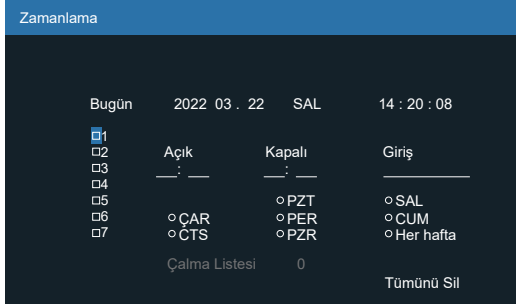 Zamanlama
Bugün 2022 03 . 22 SAL 14 : 20 : 08
1
2 Açık Kapalı Giriş
3 __:__ __:__ ________
4
5 PZT SAL
6 ÇAR PER CUM
7 CTS PZR Her hafta
Çalma Listesi 0
Tümünü Sil